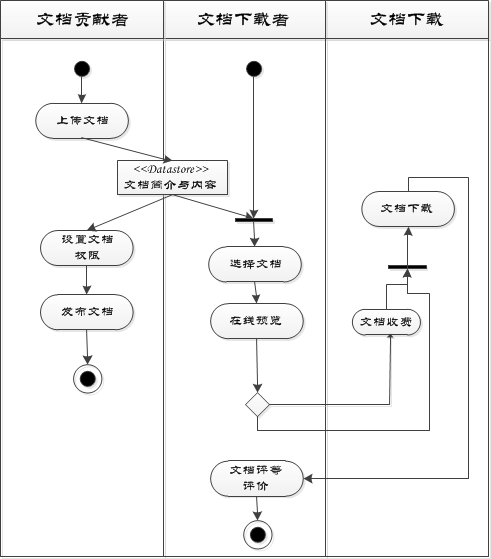 文档贡献者
文档下载者
文档下载
上传文档
<<Datastore>>
文档简介与内容
设置文档
权限
发布文档
选择文档
在线预览
文档下载
文档收费
文档评等
评价